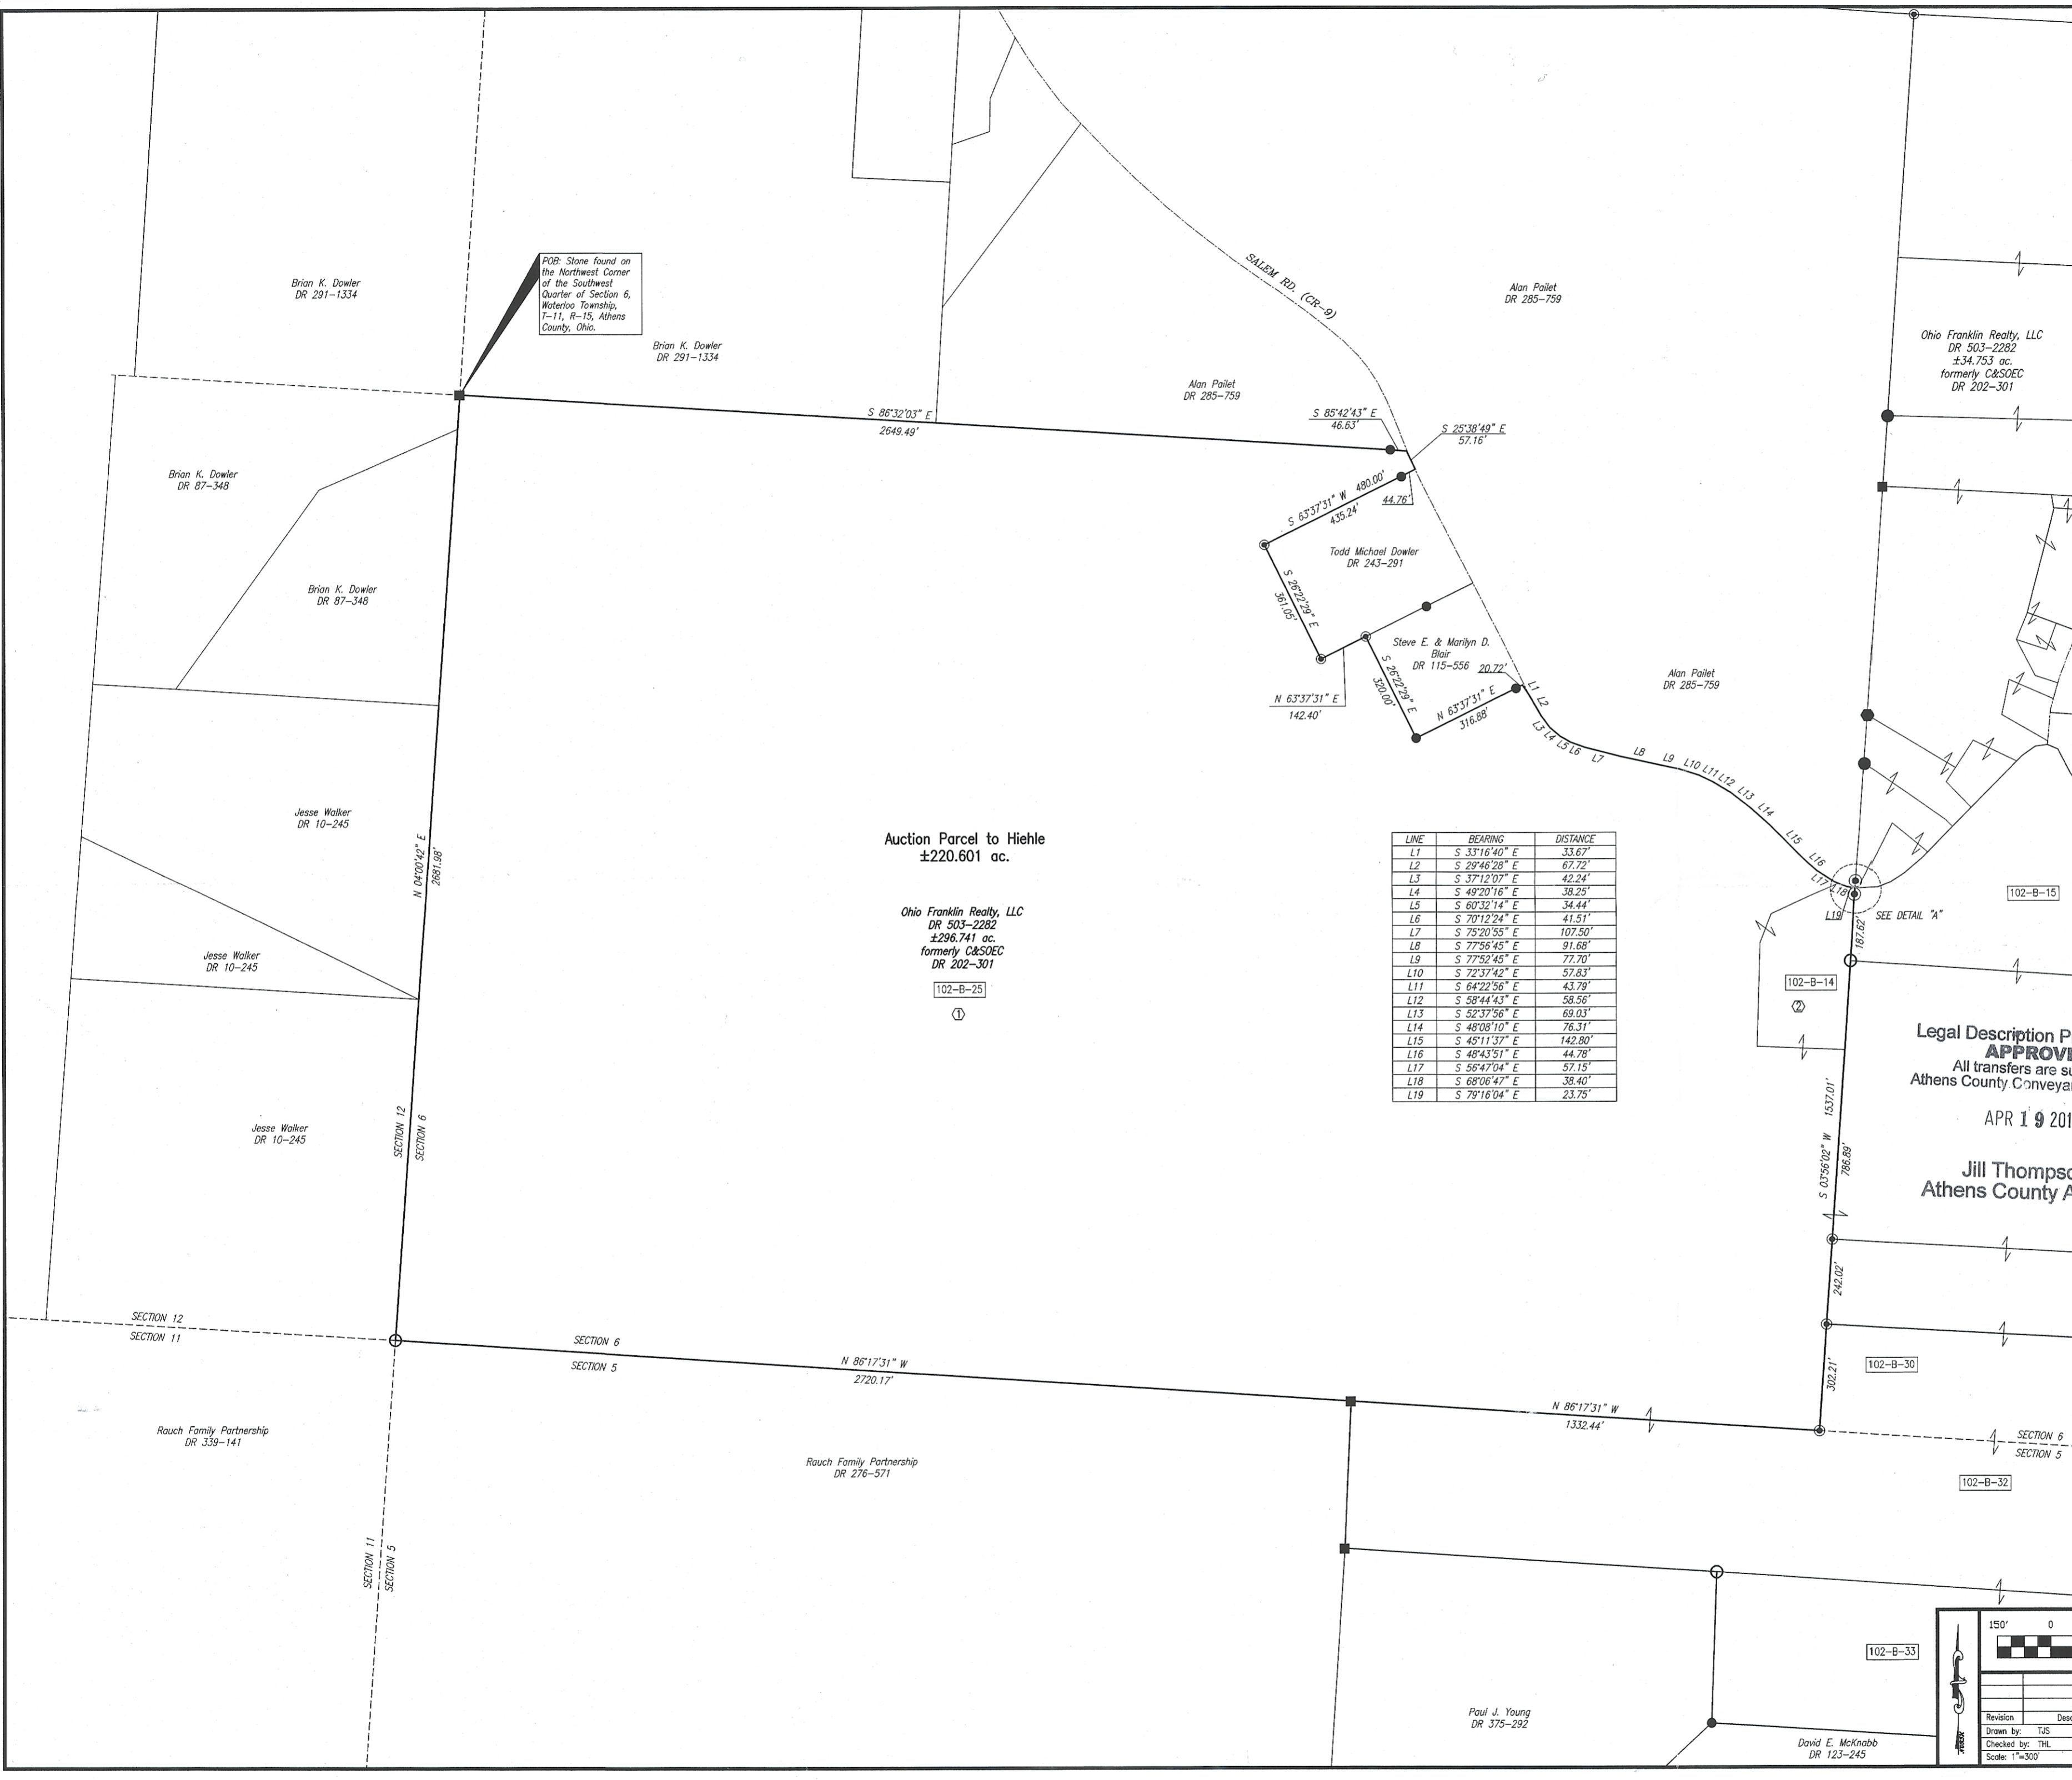 Brian K. Dowler
DR 291-1334
POB: Stone found on
the Northwest Corner
of the Southwest
Quarter of Section 6,
Waterloo Township,
T-11, R-15, Athens
County, Ohio.
Brian K. Dowler
DR 291-1334
SALEM RD. (CR-9)
Alan Pailet
DR 285-759
Ohio Franklin Realty, LLC
DR 503-2282
±34.753 ac.
formerly C&SOEC
DR 202-301
Alan Pailet
DR 285-759
S 86°32'03" E
2649.49'
S 85°42'43" E
46.63'
S 25°38'49" E
57.16'
Brian K. Dowler
DR 87-348
S 63°37'31" W 480.00'
435.24'
44.76'
Todd Michael Dowler
DR 243-291
S 26°22'29" E
361.05'
Brian K. Dowler
DR 87-348
Steve E. & Marilyn D.
Blair
DR 115-556
20.72'
S 26°22'29" E
320.00'
N 63°37'31" E
142.40'
N 63°37'31" E
316.88'
Alan Pailet
DR 285-759
L1
L2
L3
L4
L5
L6
L7
L8
L9
L10
L11
L12
L13
L14
L15
L16
L17
L18
L19
Jesse Walker
DR 10-245
N 04°00'42" E
2681.98'
Auction Parcel to Hiehle
±220.601 ac.
Ohio Franklin Realty, LLC
DR 503-2282
±296.741 ac.
formerly C&SOEC
DR 202-301
102-B-25
1
LINE BEARING DISTANCE
L1 S 33°16'40" E 33.67'
L2 S 29°46'28" E 67.72'
L3 S 37°12'07" E 42.24'
L4 S 49°20'16" E 38.25'
L5 S 60°32'14" E 34.44'
L6 S 70°12'24" E 41.51'
L7 S 75°20'55" E 107.50'
L8 S 77°56'45" E 91.68'
L9 S 77°52'45" E 77.70'
L10 S 72°37'42" E 57.83'
L11 S 64°22'56" E 43.79'
L12 S 58°44'43" E 58.56'
L13 S 52°37'56" E 69.03'
L14 S 48°08'10" E 76.31'
L15 S 45°11'37" E 142.80'
L16 S 48°43'51" E 44.78'
L17 S 56°47'04" E 57.15'
L18 S 68°06'47" E 38.40'
L19 S 79°16'04" E 23.75'
102-B-15
SEE DETAIL "A"
187.62'
102-B-14
2
Jesse Walker
DR 10-245
Legal Description P
APPROVE
All transfers are su
Athens County Conveya
APR 19 201
Jill Thompso
Athens County A
S 03°56'02" W 1537.01'
786.89'
242.02'
302.21'
Jesse Walker
DR 10-245
SECTION 12
SECTION 6
SECTION 12
SECTION 11
SECTION 6
SECTION 5
N 86°17'31" W
2720.17'
102-B-30
N 86°17'31" W
1332.44'
SECTION 6
SECTION 5
Rauch Family Partnership
DR 339-141
Rauch Family Partnership
DR 276-571
102-B-32
SECTION 11
SECTION 5
102-B-33
150' 0
Paul J. Young
DR 375-292
David E. McKnabb
DR 123-245
Revision Desc
Drawn by: TJS
Checked by: THL
Scale: 1"=300'